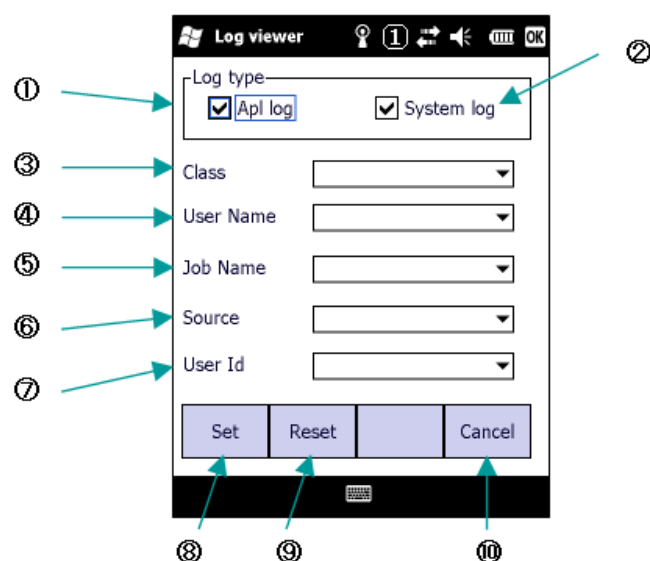 Log viewer 1 OK
②
Log type
① Apl log System log
③ Class
④ User Name
⑤ Job Name
⑥ Source
⑦ User Id
Set Reset Cancel
⑧ ⑨ ⑩